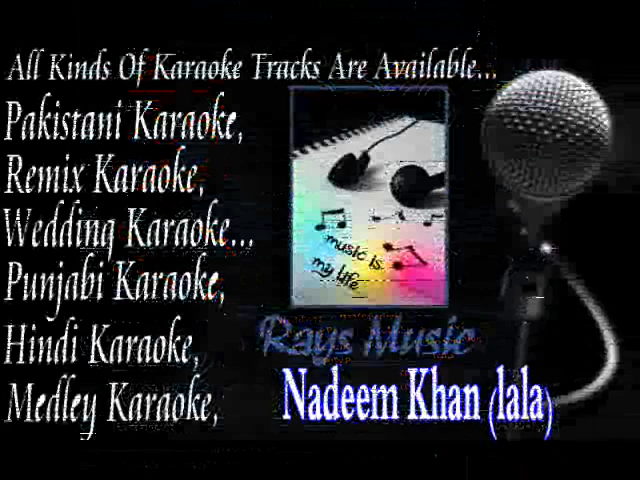 All Kinds Of Karaoke Tracks Are Available...
Pakistani Karaoke,
Remix Karaoke,
Wedding Karaoke...
Punjabi Karaoke,
Hindi Karaoke,
Medley Karaoke,
music is
my life
Rays Music
Nadeem Khan (lala)